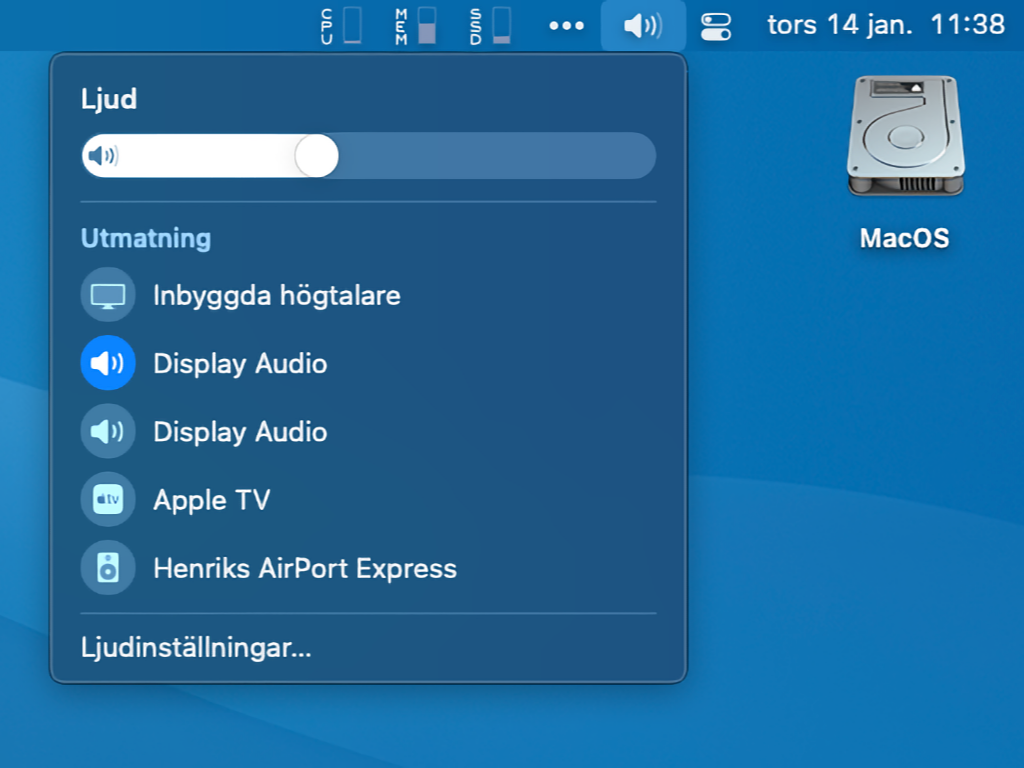 CPU MEM SSD tors 14 jan. 11:38
Ljud
MacOS
Utmatning
Inbyggda högtalare
Display Audio
Display Audio
tv Apple TV
Henriks AirPort Express
Ljudinställningar...